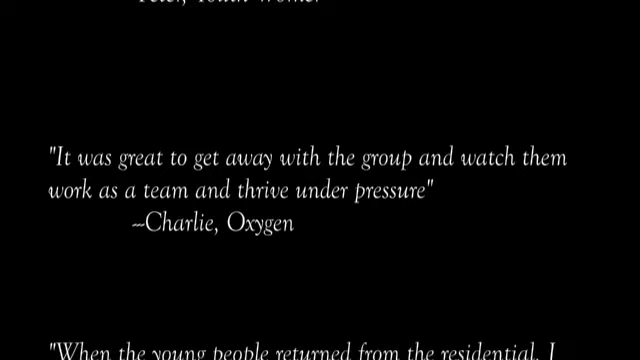 "It was great to get away with the group and watch them
work as a team and thrive under pressure"
--Charlie, Oxygen
"When the young people returned from the residential, I